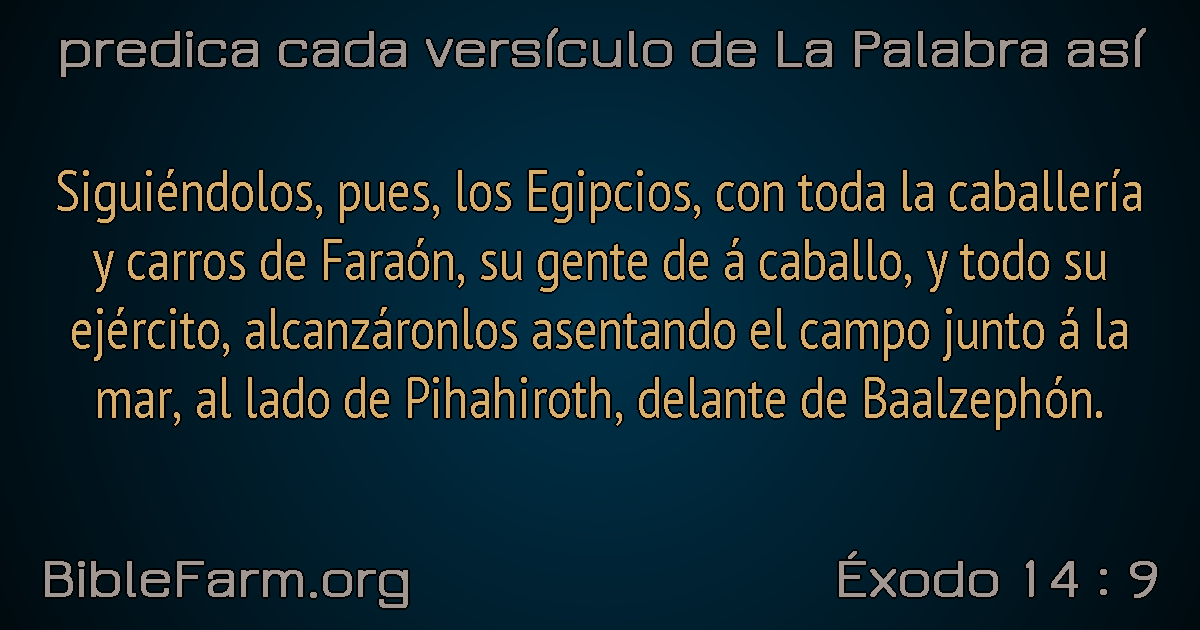 predica cada versículo de La Palabra así
Siguiéndolos, pues, los Egipcios, con toda la caballería
y carros de Faraón, su gente de á caballo, y todo su
ejército, alcanzáronlos asentando el campo junto á la
mar, al lado de Pihahiroth, delante de Baalzephón.
BibleFarm.org
Éxodo 14 : 9